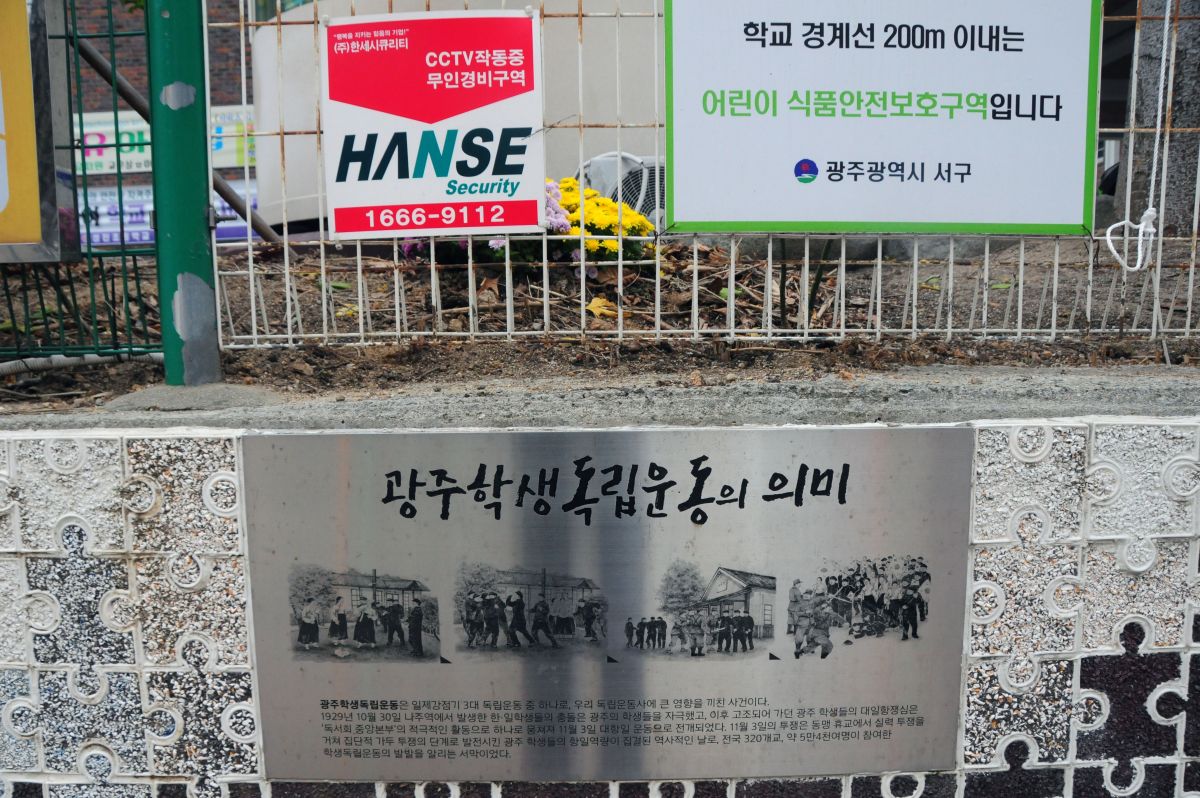 "행복을 지키는 믿음의 기업!"
(주)한세시큐리티
CCTV작동중
무인경비구역
HANSE
Security
1666-9112
학교 경계선 200m 이내는
어린이 식품안전보호구역입니다
광주광역시 서구
광주학생독립운동의 의미
광주학생독립운동은 일제강점기 3대 독립운동 중 하나로, 우리 독립운동사에 큰 영향을 끼친 사건이다.
1929년 10월 30일 나주역에서 발생한 한·일학생들의 충돌은 광주의 학생들을 자극했고, 이후 고조되어 가던 광주 학생들의 대일항쟁심은
'독서회 중앙본부'의 적극적인 활동으로 하나로 뭉쳐져 11월 3일 대항일 운동으로 전개되었다. 11월 3일의 투쟁은 동맹 휴교에서 실력 투쟁을
거쳐 집단적 가두 투쟁의 단계로 발전시킨 광주 학생들의 항일역량이 집결된 역사적인 날로, 전국 320개교, 약 5만4천여명이 참여한
학생독립운동의 발발을 알리는 서막이었다.